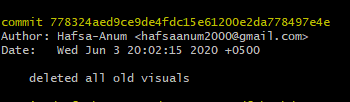 commit 778324aed9ce9de4fdc15e61200e2da778497e4e
Author: Hafsa-Anum <hafsaanum2000@gmail.com>
Date:   Wed Jun 3 20:02:15 2020 +0500
deleted all old visuals